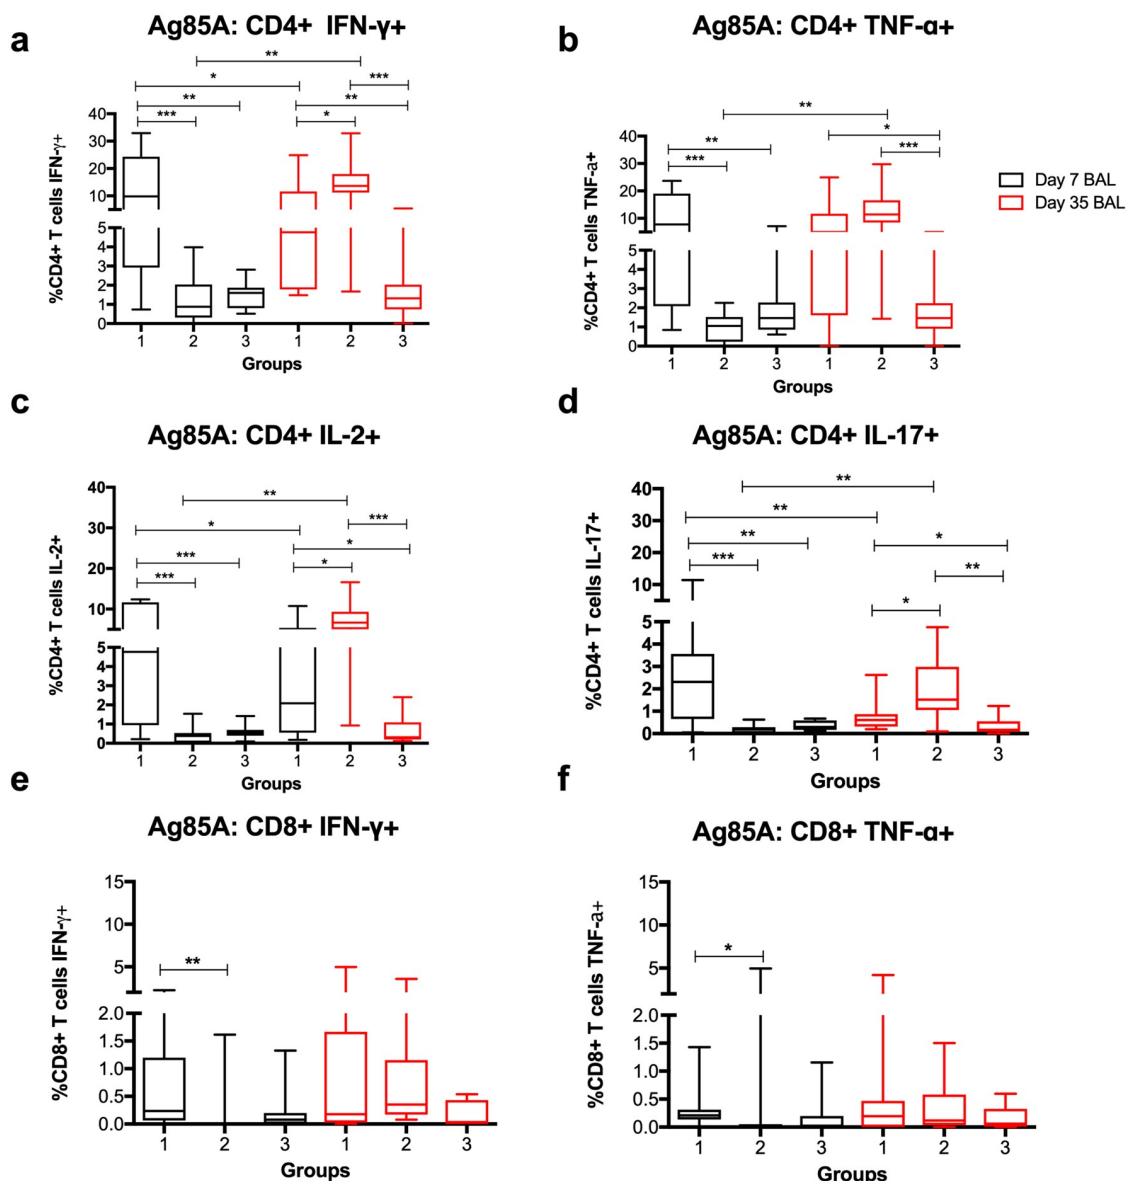 a
Ag85A: CD4+ IFN-γ+
** 
* ***
** **
*** *
%CD4+ T cells IFN-γ+
40
30
20
10
5
4
3
2
1
0
1 2 3 1 2 3
Groups
b
Ag85A: CD4+ TNF-α+
**
*
**
*** ***
%CD4+ T cells TNF-a+
40
30
20
10
5
4
3
2
1
0
1 2 3 1 2 3
Groups
Day 7 BAL
Day 35 BAL
c
Ag85A: CD4+ IL-2+
**
* ***
*** *
*** *
%CD4+ T cells IL-2+
40
30
20
10
5
4
3
2
1
0
1 2 3 1 2 3
Groups
d
Ag85A: CD4+ IL-17+
**
**
** *
*** **
*
%CD4+ T cells IL-17+
40
30
20
10
5
4
3
2
1
0
1 2 3 1 2 3
Groups
e
Ag85A: CD8+ IFN-γ+
**
%CD8+ T cells IFN-γ+
15
10
5
2.0
1.5
1.0
0.5
0.0
1 2 3 1 2 3
Groups
f
Ag85A: CD8+ TNF-α+
*
%CD8+ T cells TNF-a+
15
10
5
2.0
1.5
1.0
0.5
0.0
1 2 3 1 2 3
Groups